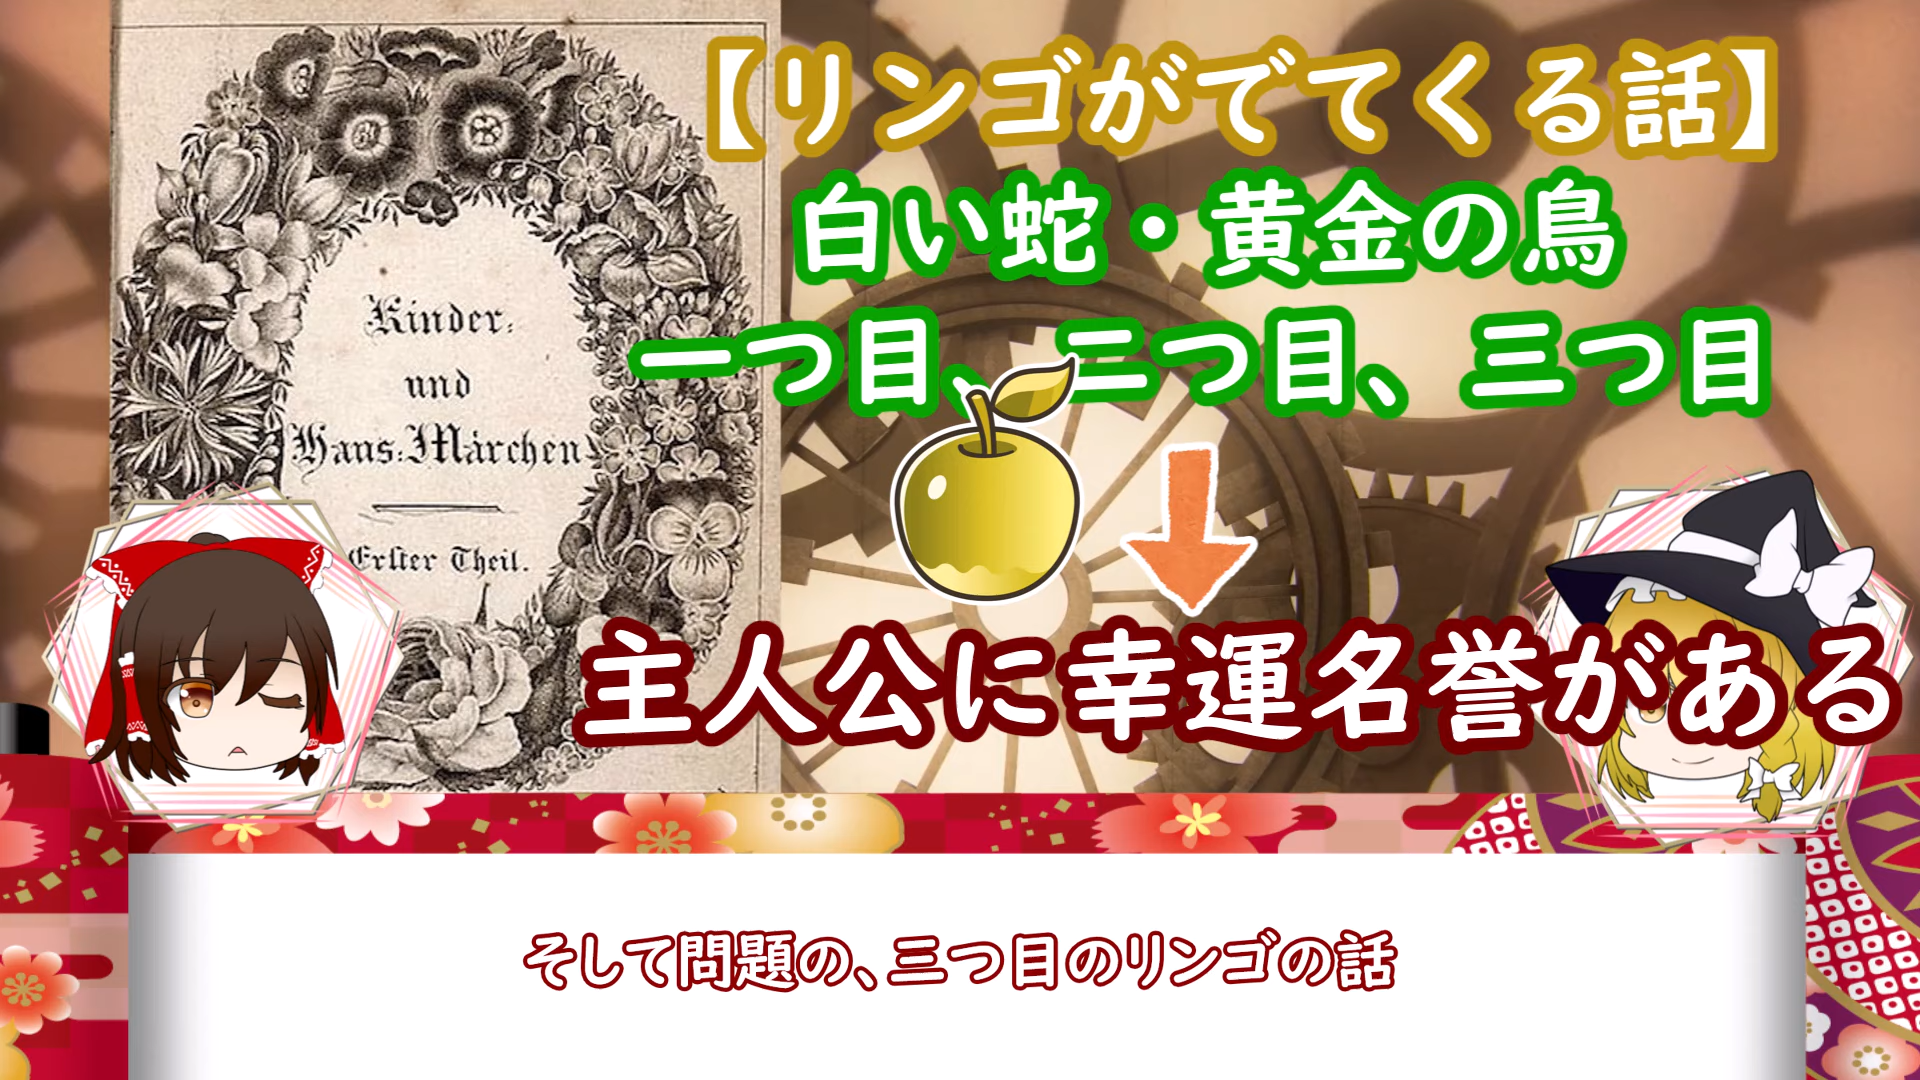 【リンゴがでてくる話】
白い蛇・黄金の鳥
一つ目、二つ目、三つ目
主人公に幸運名誉がある
Kinder-
und
Haus-Märchen
Erster Theil.
そして問題の、三つ目のリンゴの話